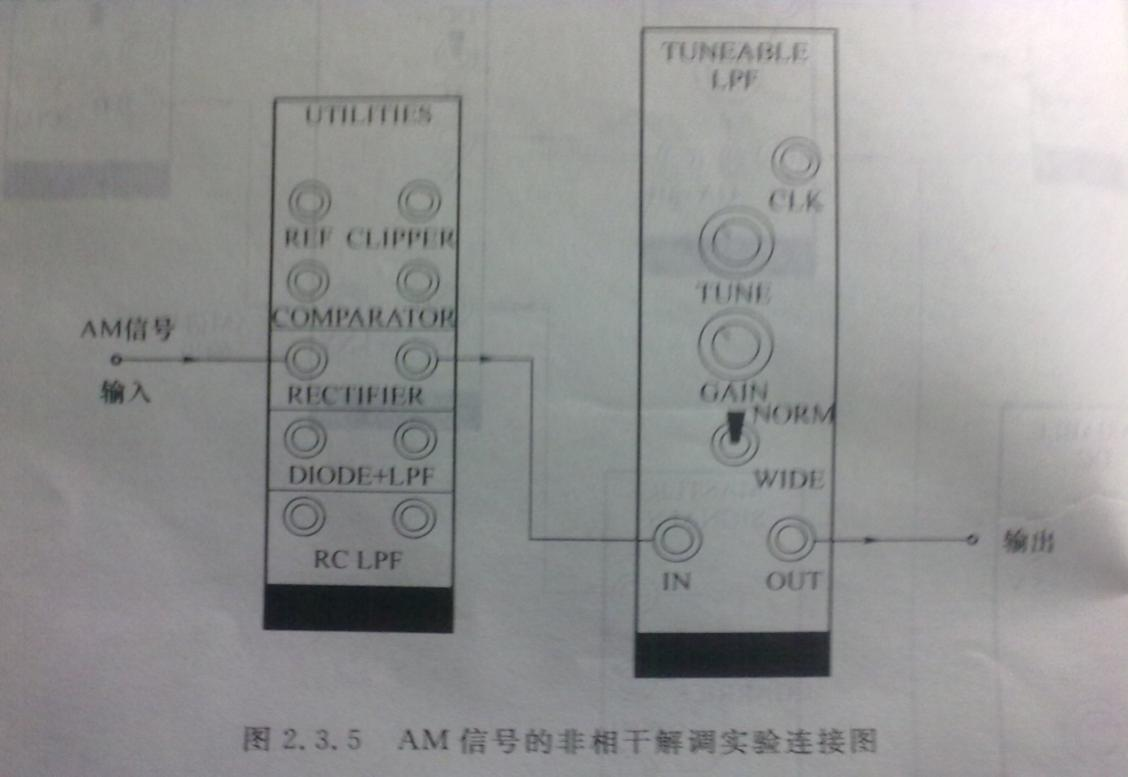 TUNEABLE
LPF
UTILITIES
CLK
REF CLIPPER
TUNE
COMPARATOR
AM信号
输入
RECTIFIER
GAIN
NORM
DIODE+LPF
WIDE
RC LPF
IN OUT
输出
图 2.3.5 AM 信号的非相干解调实验连接图